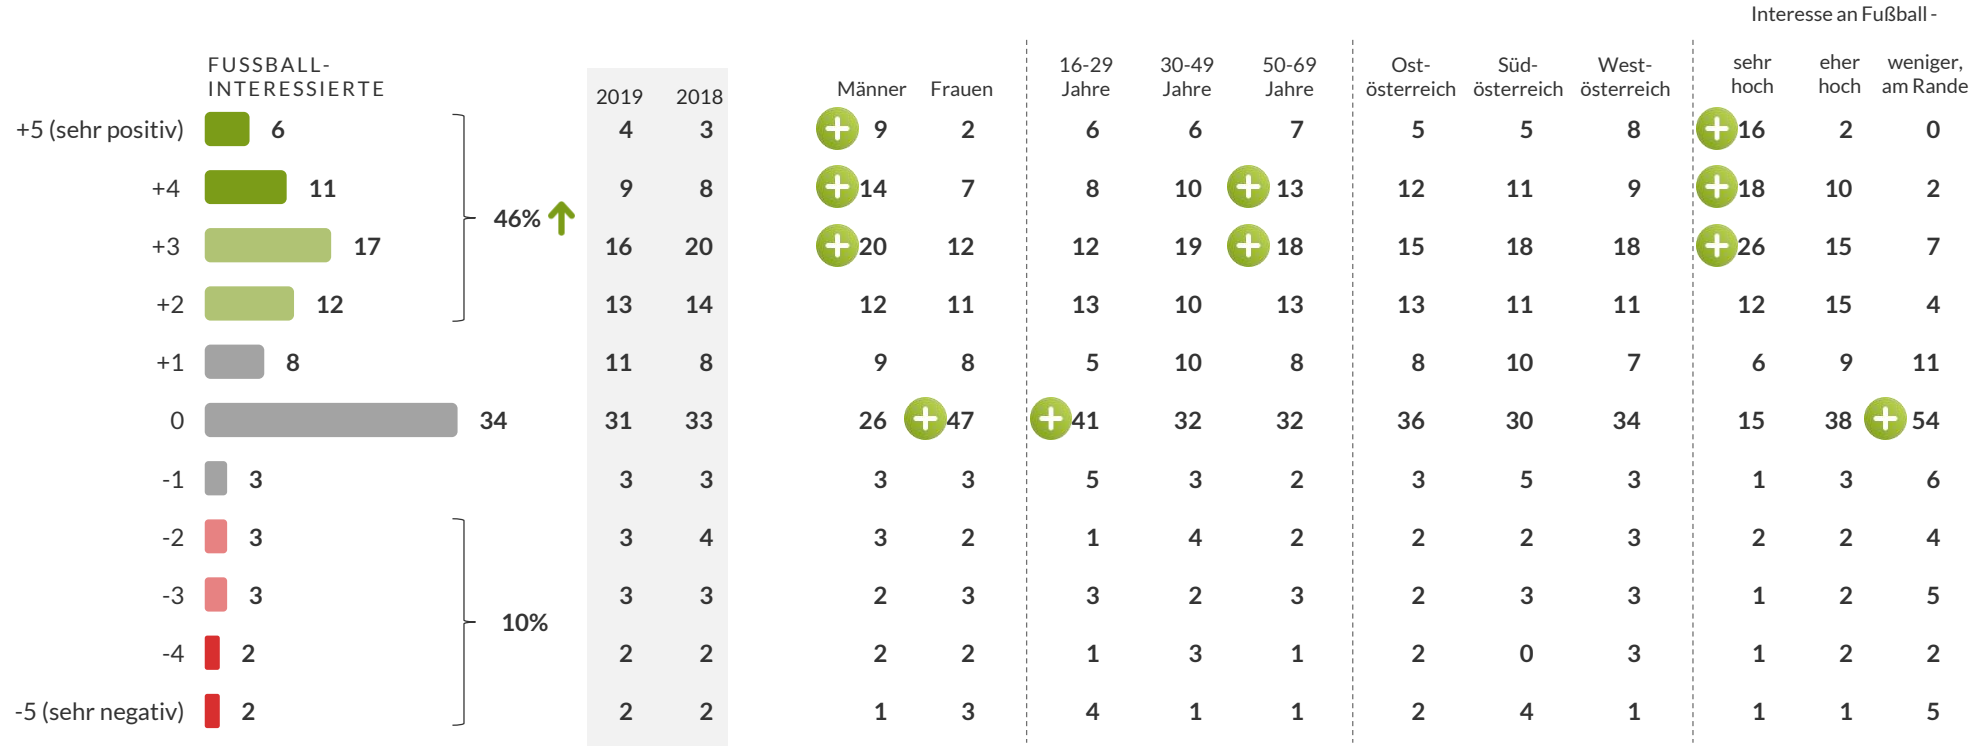 Interesse an Fußball -
FUSSBALL-
INTERESSIERTE
2019 2018
Männer Frauen
16-29
Jahre
30-49
Jahre
50-69
Jahre
Ost-
österreich
Süd-
österreich
West-
österreich
sehr
hoch
eher
hoch
weniger,
am Rande
+5 (sehr positiv) 6 4 3 + 9 2 6 6 7 5 5 8 + 16 2 0
+4 11 9 8 + 14 7 8 10 + 13 12 11 9 + 18 10 2
46%
+3 17 16 20 + 20 12 12 19 + 18 15 18 18 + 26 15 7
+2 12 13 14 12 11 13 10 13 13 11 11 12 15 4
+1 8 11 8 9 8 5 10 8 8 10 7 6 9 11
0 34 31 33 26 + 47 + 41 32 32 36 30 34 15 38 + 54
-1 3 3 3 3 3 5 3 2 3 5 3 1 3 6
-2 3 3 4 3 2 1 4 2 2 2 3 2 2 4
-3 3 3 3 2 3 3 2 3 2 3 3 1 2 5
10%
-4 2 2 2 2 2 1 3 1 2 0 3 1 2 2
-5 (sehr negativ) 2 2 2 1 3 4 1 1 2 4 1 1 1 5